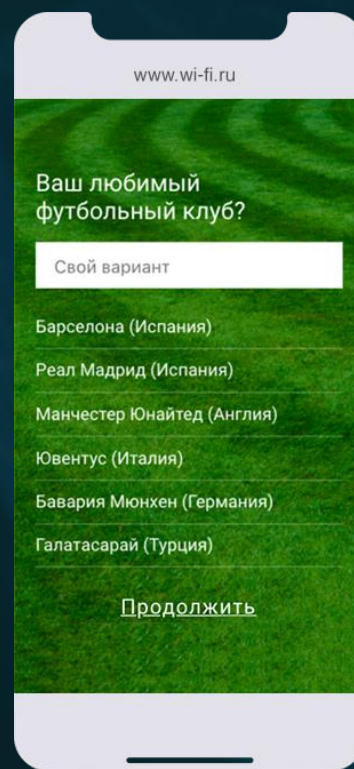 www.wi-fi.ru
Ваш любимый
футбольный клуб?
Свой вариант
Барселона (Испания)
Реал Мадрид (Испания)
Манчестер Юнайтед (Англия)
Ювентус (Италия)
Бавария Мюнхен (Германия)
Галатасарай (Турция)
Продолжить